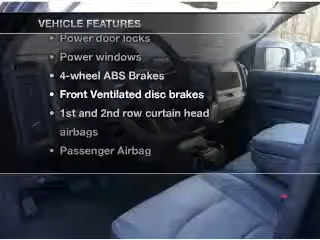 VEHICLE FEATURES
• Power door locks
• Power windows
• 4-wheel ABS Brakes
• Front Ventilated disc brakes
• 1st and 2nd row curtain head
airbags
• Passenger Airbag